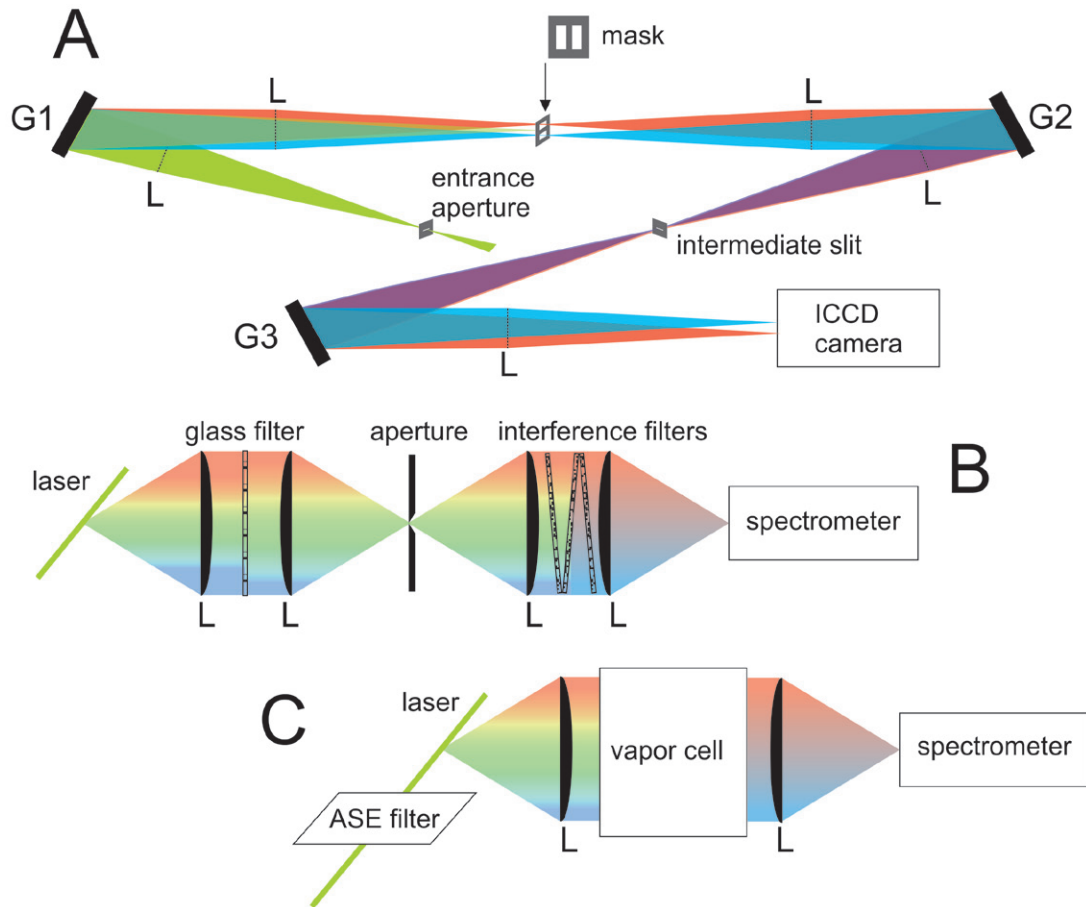 A
mask
G1
L
L
G2
L
L
entrance
aperture
intermediate slit
G3
L
ICCD
camera
glass filter
aperture
interference filters
laser
B
spectrometer
L
L
L
L
C
laser
vapor cell
spectrometer
ASE filter
L
L